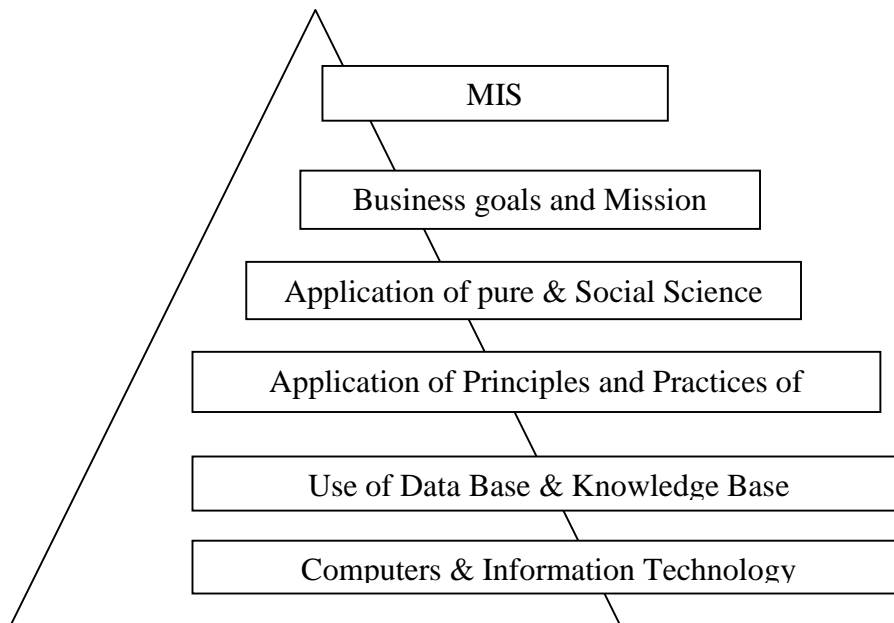 MIS
Business goals and Mission
Application of pure & Social Science
Application of Principles and Practices of
Use of Data Base & Knowledge Base
Computers & Information Technology